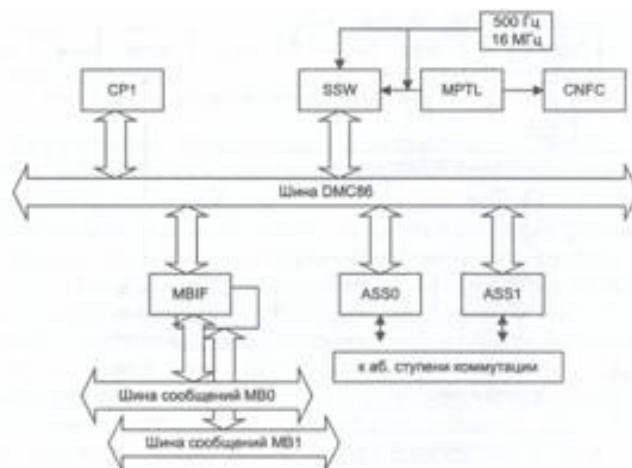 500 Гц
16 МГц
CP1
SSW
MPTL
CNFC
Шина DMC86
MBIF
ASS0
ASS1
к аб. ступени коммутации
Шина сообщений MB0
Шина сообщений MB1